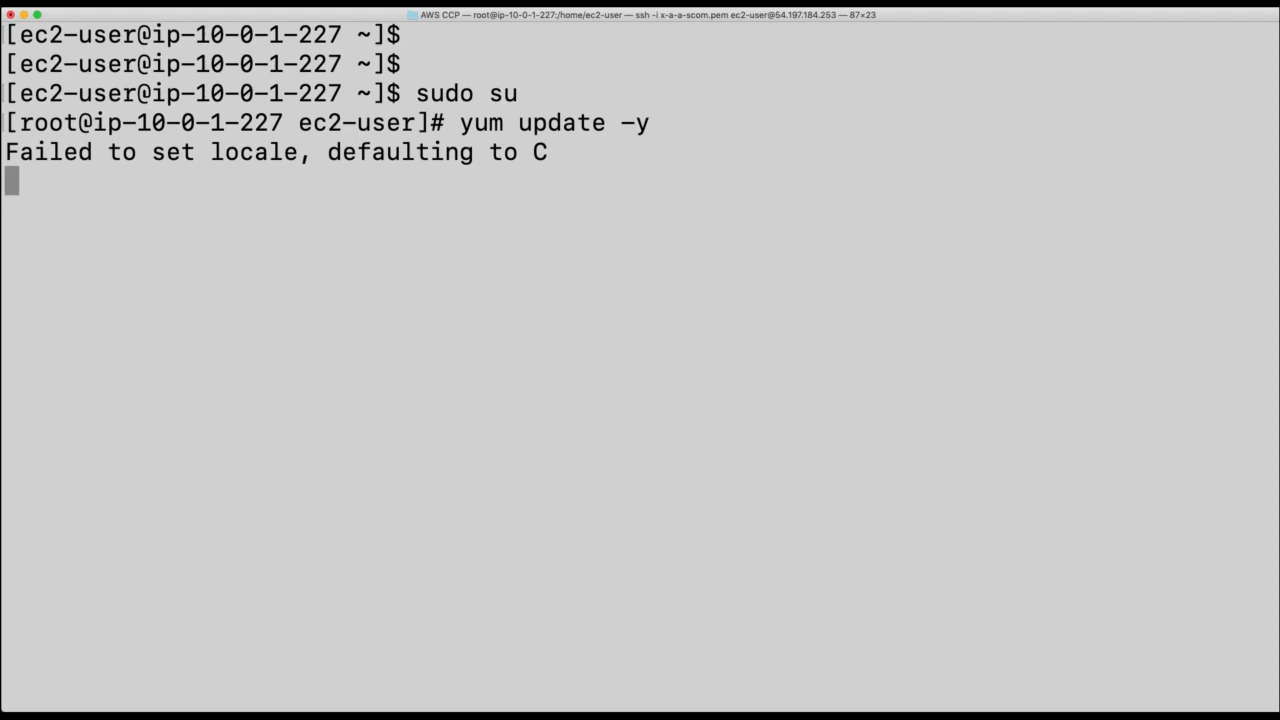 AWS CCP — root@ip-10-0-1-227:/home/ec2-user — ssh -i x-a-a-scom.pem ec2-user@54.197.184.253 — 87×23
[ec2-user@ip-10-0-1-227 ~]$
[ec2-user@ip-10-0-1-227 ~]$
[ec2-user@ip-10-0-1-227 ~]$ sudo su
[root@ip-10-0-1-227 ec2-user]# yum update -y
Failed to set locale, defaulting to C